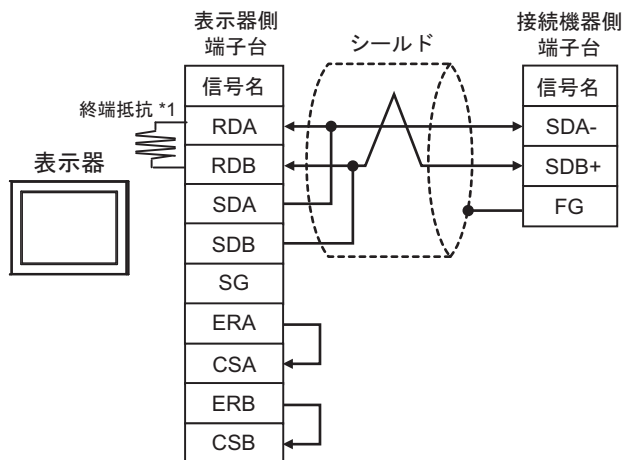 表示器側
端子台
シールド
接続機器側
端子台
信号名
信号名
終端抵抗 *1
RDA
SDA-
表示器
RDB
SDB+
SDA
FG
SDB
SG
ERA
CSA
ERB
CSB